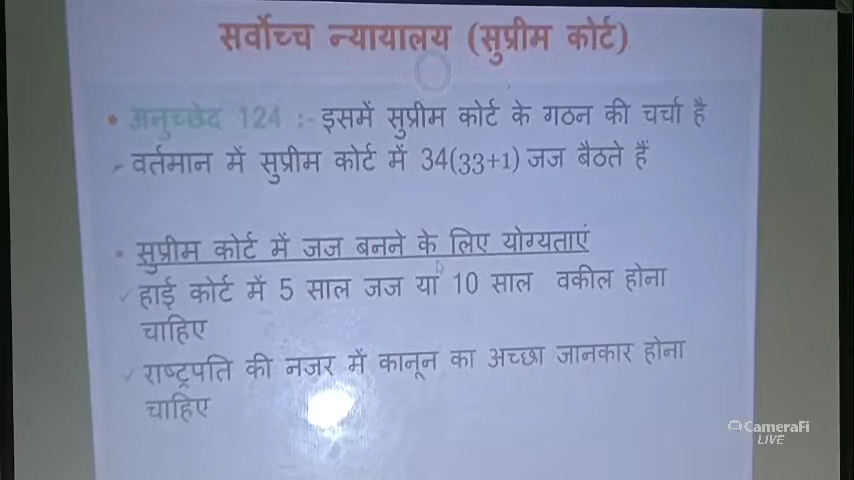 सर्वोच्च न्यायालय (सुप्रीम कोर्ट)
अनुच्छेद 124 :- इसमें सुप्रीम कोर्ट के गठन की चर्चा है
वर्तमान में सुप्रीम कोर्ट में 34(33+1) जज बैठते हैं
सुप्रीम कोर्ट में जज बनने के लिए योग्यताएं
हाई कोर्ट में 5 साल जज या 10 साल वकील होना
चाहिए
राष्ट्रपति की नजर में कानून का अच्छा जानकार होना
चाहिए
CameraFi
LIVE